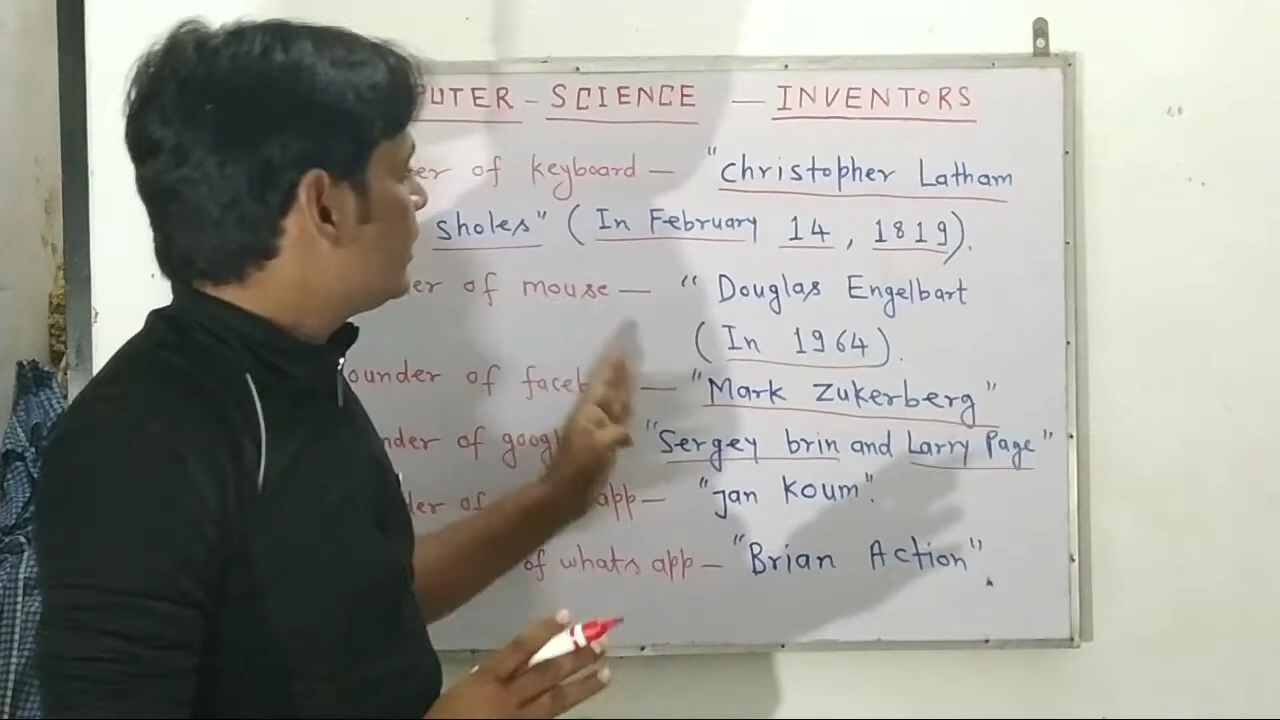 PUTER - SCIENCE - INVENTORS
er of keyboard - "Christopher Latham
sholes" (In February 14, 1819).
er of mouse - "Douglas Engelbart
(In 1964).
ounder of faceb - "Mark Zukerberg"
nder of goog "Sergey brin and Larry Page"
der of app - "Jan Koum".
of whats app - "Brian Action".